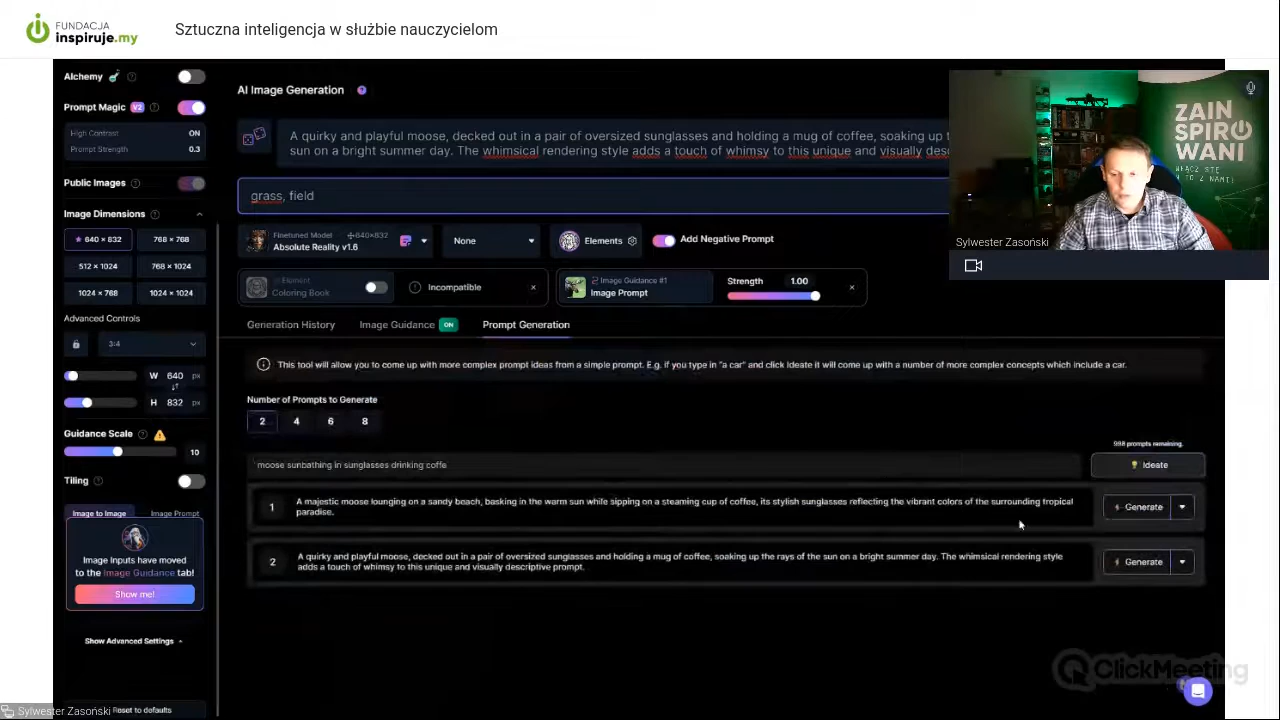 FUNDACJA
inspiruje.my
Sztuczna inteligencja w służbie nauczycielom
Alchemy
Prompt Magic V2
High Contrast ON
Prompt Strength 0.3
Public Images
Image Dimensions
640 × 832
768 × 768
512 × 1024
768 × 1024
1024 × 768
1024 × 1024
Advanced Controls
3:4
W 640 px
H 832 px
Guidance Scale
10
Tiling
Image to Image
Image Prompt
Image Inputs have moved
to the Image Guidance tab!
Show me!
Show Advanced Settings
Reset to defaults
AI Image Generation
A quirky and playful moose, decked out in a pair of oversized sunglasses and holding a mug of coffee, soaking up
sun on a bright summer day. The whimsical rendering style adds a touch of whimsy to this unique and visually
grass, field
Finetuned Model 640×832
Absolute Reality v1.6
None
Elements
Add Negative Prompt
Element
Coloring Book
Incompatible
Image Guidance #1
Image Prompt
Strength 1.00
Generation History
Image Guidance ON
Prompt Generation
This tool will allow you to come up with more complex prompt ideas from a simple prompt. E.g. if you type in "a car" and click Ideate it will come up with a number of more complex concepts which include a car.
Number of Prompts to Generate
2 4 6 8
998 prompts remaining.
moose sunbathing in sunglasses drinking coffe
Ideate
1
A majestic moose lounging on a sandy beach, basking in the warm sun while sipping on a steaming cup of coffee, its stylish sunglasses reflecting the vibrant colors of the surrounding tropical
paradise.
Generate
2
A quirky and playful moose, decked out in a pair of oversized sunglasses and holding a mug of coffee, soaking up the rays of the sun on a bright summer day. The whimsical rendering style
adds a touch of whimsy to this unique and visually descriptive prompt.
Generate
ZAIN
SPIRO
WANI
Sylwester Zasoński
ClickMeeting
Sylwester Zasoński